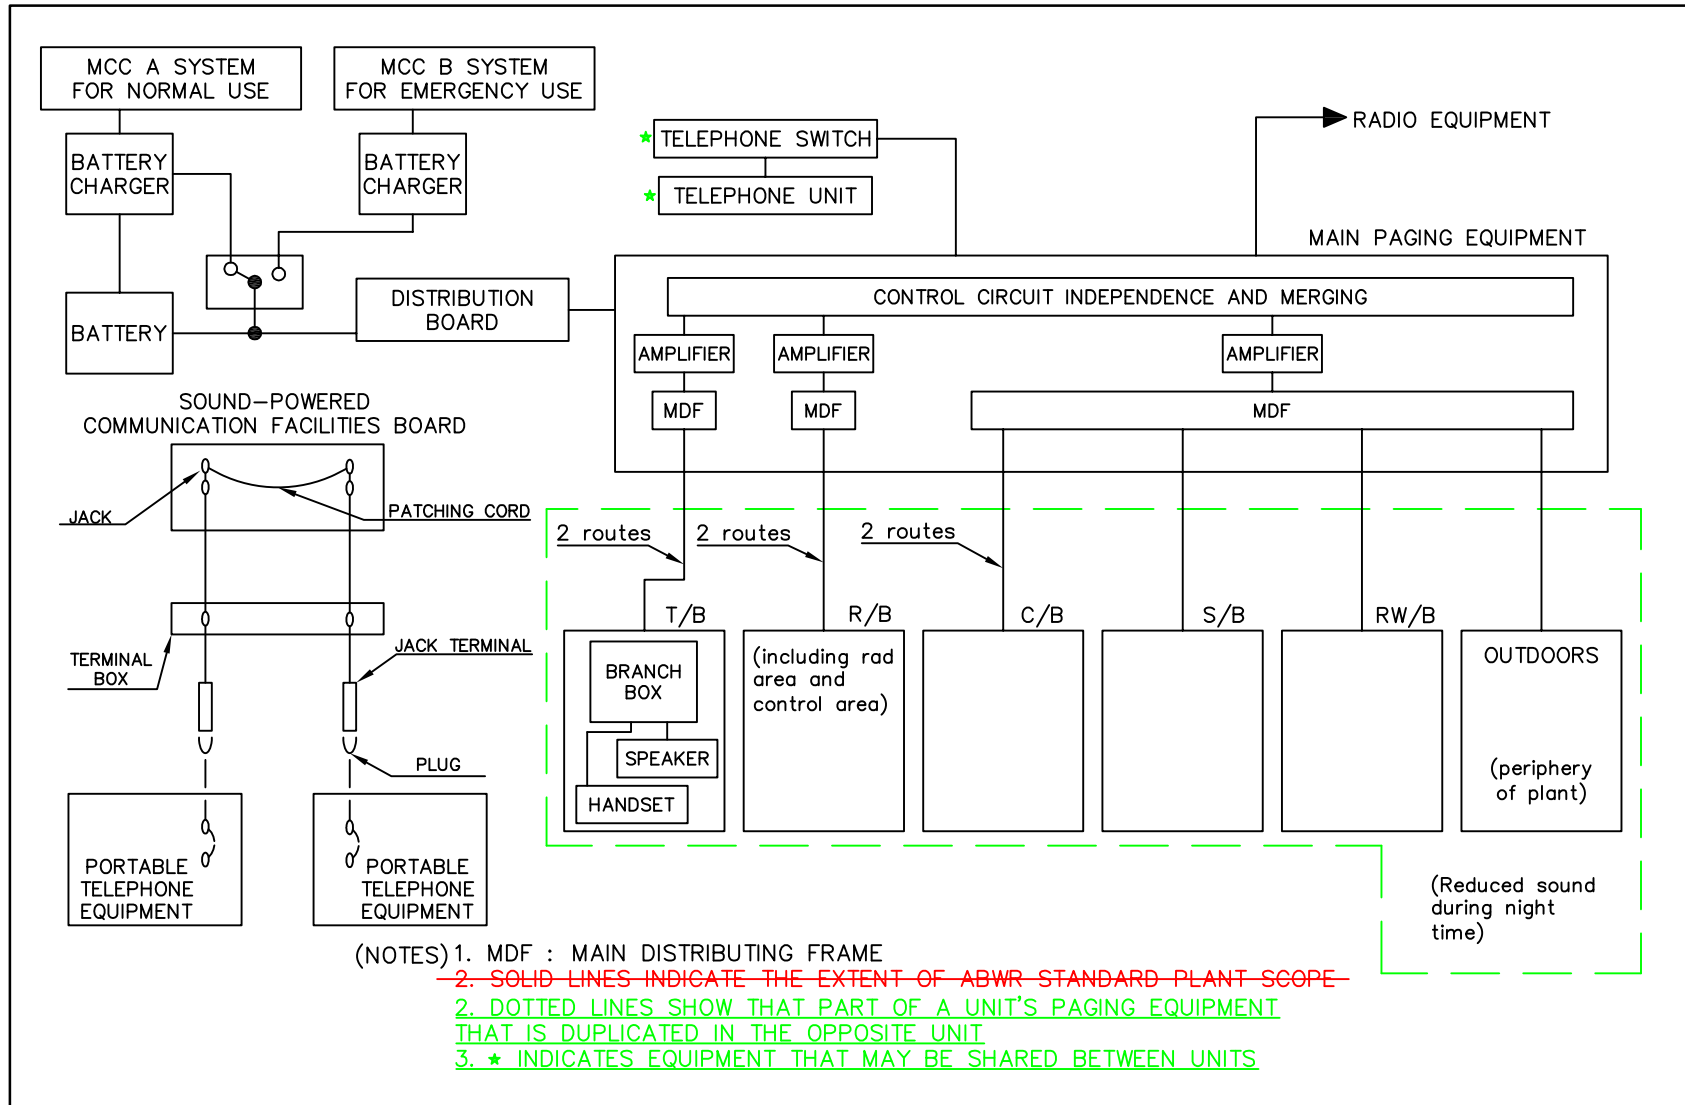 MCC A SYSTEM
FOR NORMAL USE
MCC B SYSTEM
FOR EMERGENCY USE
BATTERY
CHARGER
BATTERY
CHARGER
BATTERY
DISTRIBUTION
BOARD
★ TELEPHONE SWITCH
★ TELEPHONE UNIT
RADIO EQUIPMENT
MAIN PAGING EQUIPMENT
CONTROL CIRCUIT INDEPENDENCE AND MERGING
AMPLIFIER
AMPLIFIER
AMPLIFIER
MDF
MDF
MDF
SOUND-POWERED
COMMUNICATION FACILITIES BOARD
JACK
PATCHING CORD
TERMINAL
BOX
JACK TERMINAL
PLUG
PORTABLE
TELEPHONE
EQUIPMENT
PORTABLE
TELEPHONE
EQUIPMENT
2 routes
2 routes
2 routes
T/B
R/B
C/B
S/B
RW/B
BRANCH
BOX
SPEAKER
HANDSET
(including rad
area and
control area)
OUTDOORS
(periphery
of plant)
(Reduced sound
during night
time)
(NOTES) 1. MDF : MAIN DISTRIBUTING FRAME
2. SOLID LINES INDICATE THE EXTENT OF ABWR STANDARD PLANT SCOPE
2. DOTTED LINES SHOW THAT PART OF A UNIT'S PAGING EQUIPMENT
THAT IS DUPLICATED IN THE OPPOSITE UNIT
3. ★ INDICATES EQUIPMENT THAT MAY BE SHARED BETWEEN UNITS